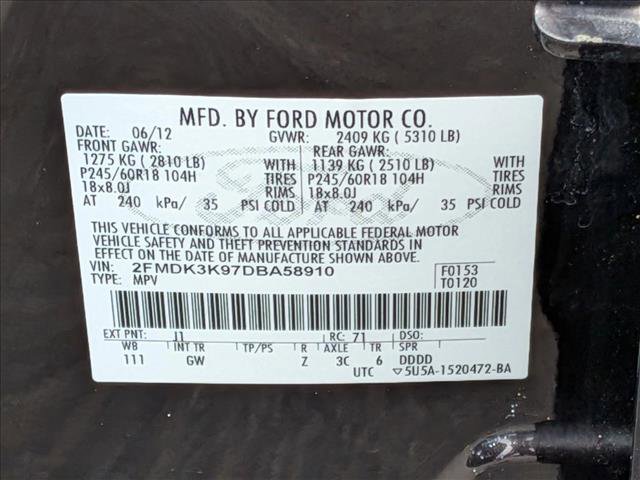 MFD. BY FORD MOTOR CO.
DATE: 06/12 GVWR: 2409 KG ( 5310 LB)
FRONT GAWR: REAR GAWR:
1275 KG ( 2810 LB) WITH 1139 KG ( 2510 LB) WITH
P245/60R18 104H TIRES P245/60R18 104H TIRES
18x8.0J RIMS 18x8.0J RIMS
AT 240 kPa/ 35 PSI COLD AT 240 kPa/ 35 PSI COLD
Ford
THIS VEHICLE CONFORMS TO ALL APPLICABLE FEDERAL MOTOR
VEHICLE SAFETY AND THEFT PREVENTION STANDARDS IN
EFFECT ON THE DATE OF MANUFACTURE SHOWN ABOVE.
VIN: 2FMDK3K97DBA58910 F0153
TYPE: MPV T0120
EXT PNT: J1 RC: 71 DSO:
WB INT TR TP/PS R AXLE TR SPR
111 GW Z 3C 6 DDDD
UTC ▽5U5A-1520472-BA